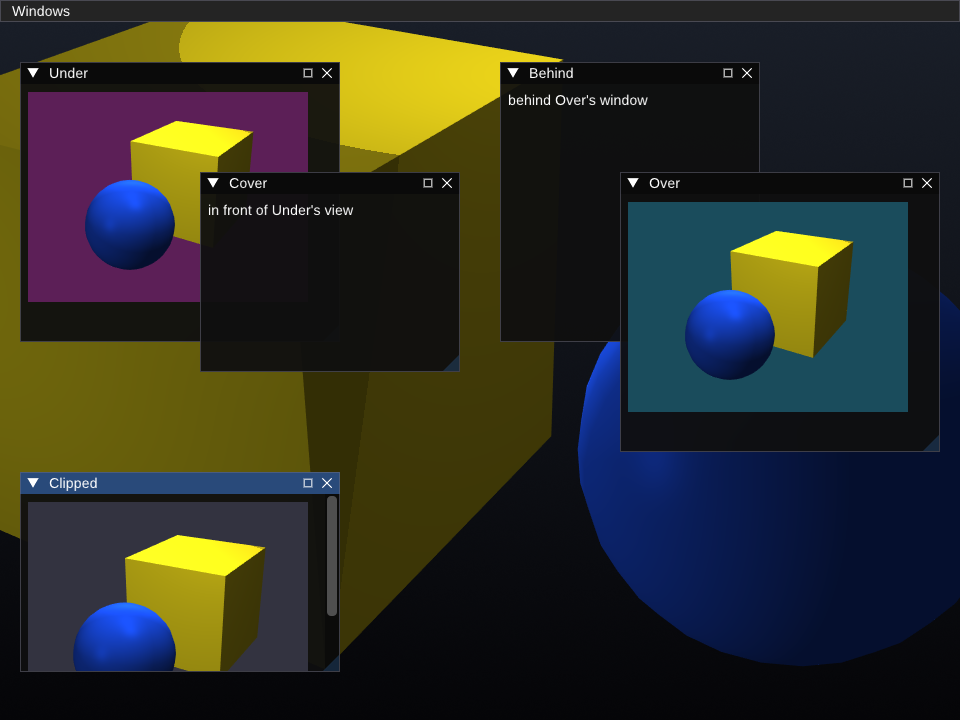 Windows
Under
Behind
behind Over's window
Cover
in front of Under's view
Over
Clipped